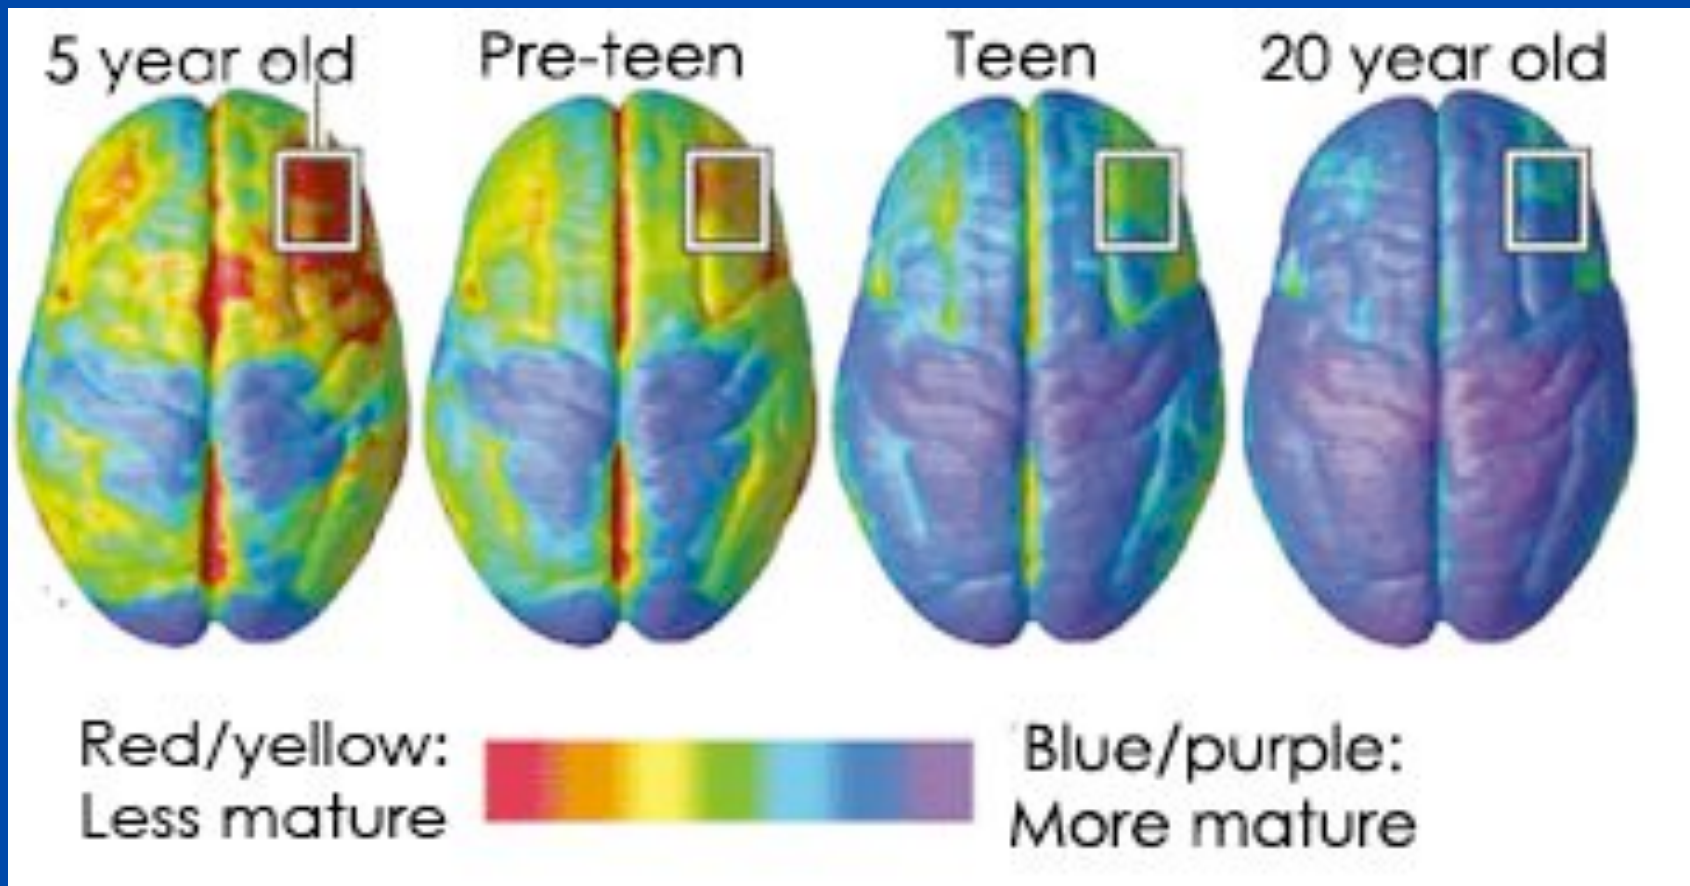 5 year old
Pre-teen
Teen
20 year old
Red/yellow:
Less mature
Blue/purple:
More mature